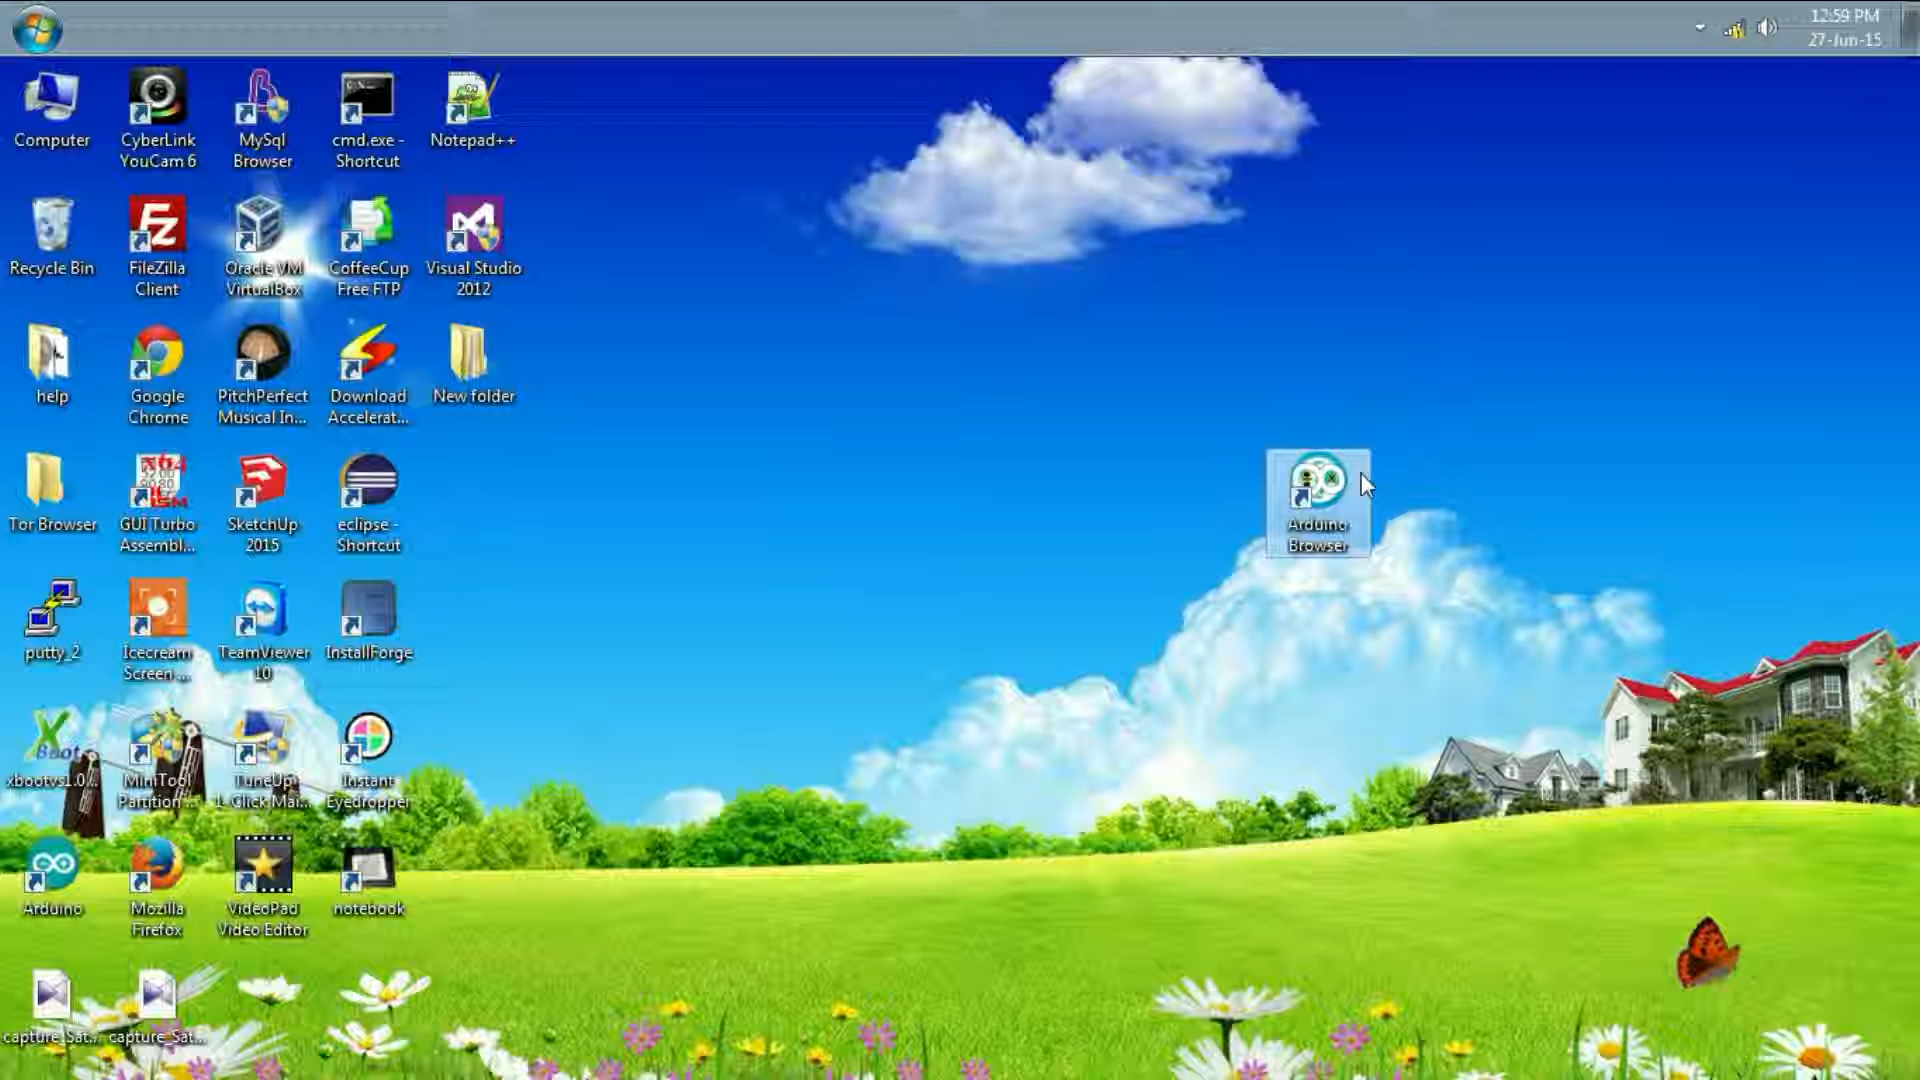 12:59 PM
27-Jun-15
Computer
CyberLink
YouCam 6
MySql
Browser
cmd.exe -
Shortcut
Notepad++
Recycle Bin
FileZilla
Client
Oracle VM
VirtualBox
CoffeeCup
Free FTP
Visual Studio
2012
help
Google
Chrome
PitchPerfect
Musical In...
Download
Accelerat...
New folder
Tor Browser
GUI Turbo
Assembl...
SketchUp
2015
eclipse -
Shortcut
Arduino
Browser
putty_2
Icecream
Screen ...
TeamViewer
10
InstallForge
xbootvs1.0...
MiniTool
Partition ...
TuneUp
1-Click Mai...
Instant
Eyedropper
Arduino
Mozilla
Firefox
VideoPad
Video Editor
notebook
capture_Sat...
capture_Sat...